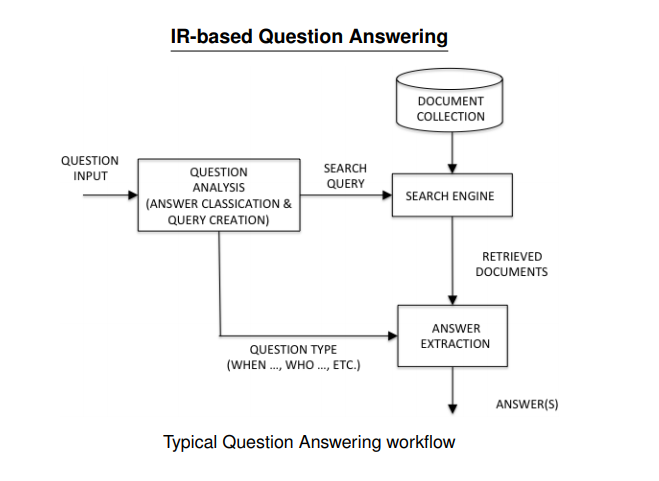 IR-based Question Answering
DOCUMENT
COLLECTION
QUESTION
INPUT
QUESTION
ANALYSIS
(ANSWER CLASSICATION &
QUERY CREATION)
SEARCH
QUERY
SEARCH ENGINE
RETRIEVED
DOCUMENTS
QUESTION TYPE
(WHEN ..., WHO ..., ETC.)
ANSWER
EXTRACTION
ANSWER(S)
Typical Question Answering workflow